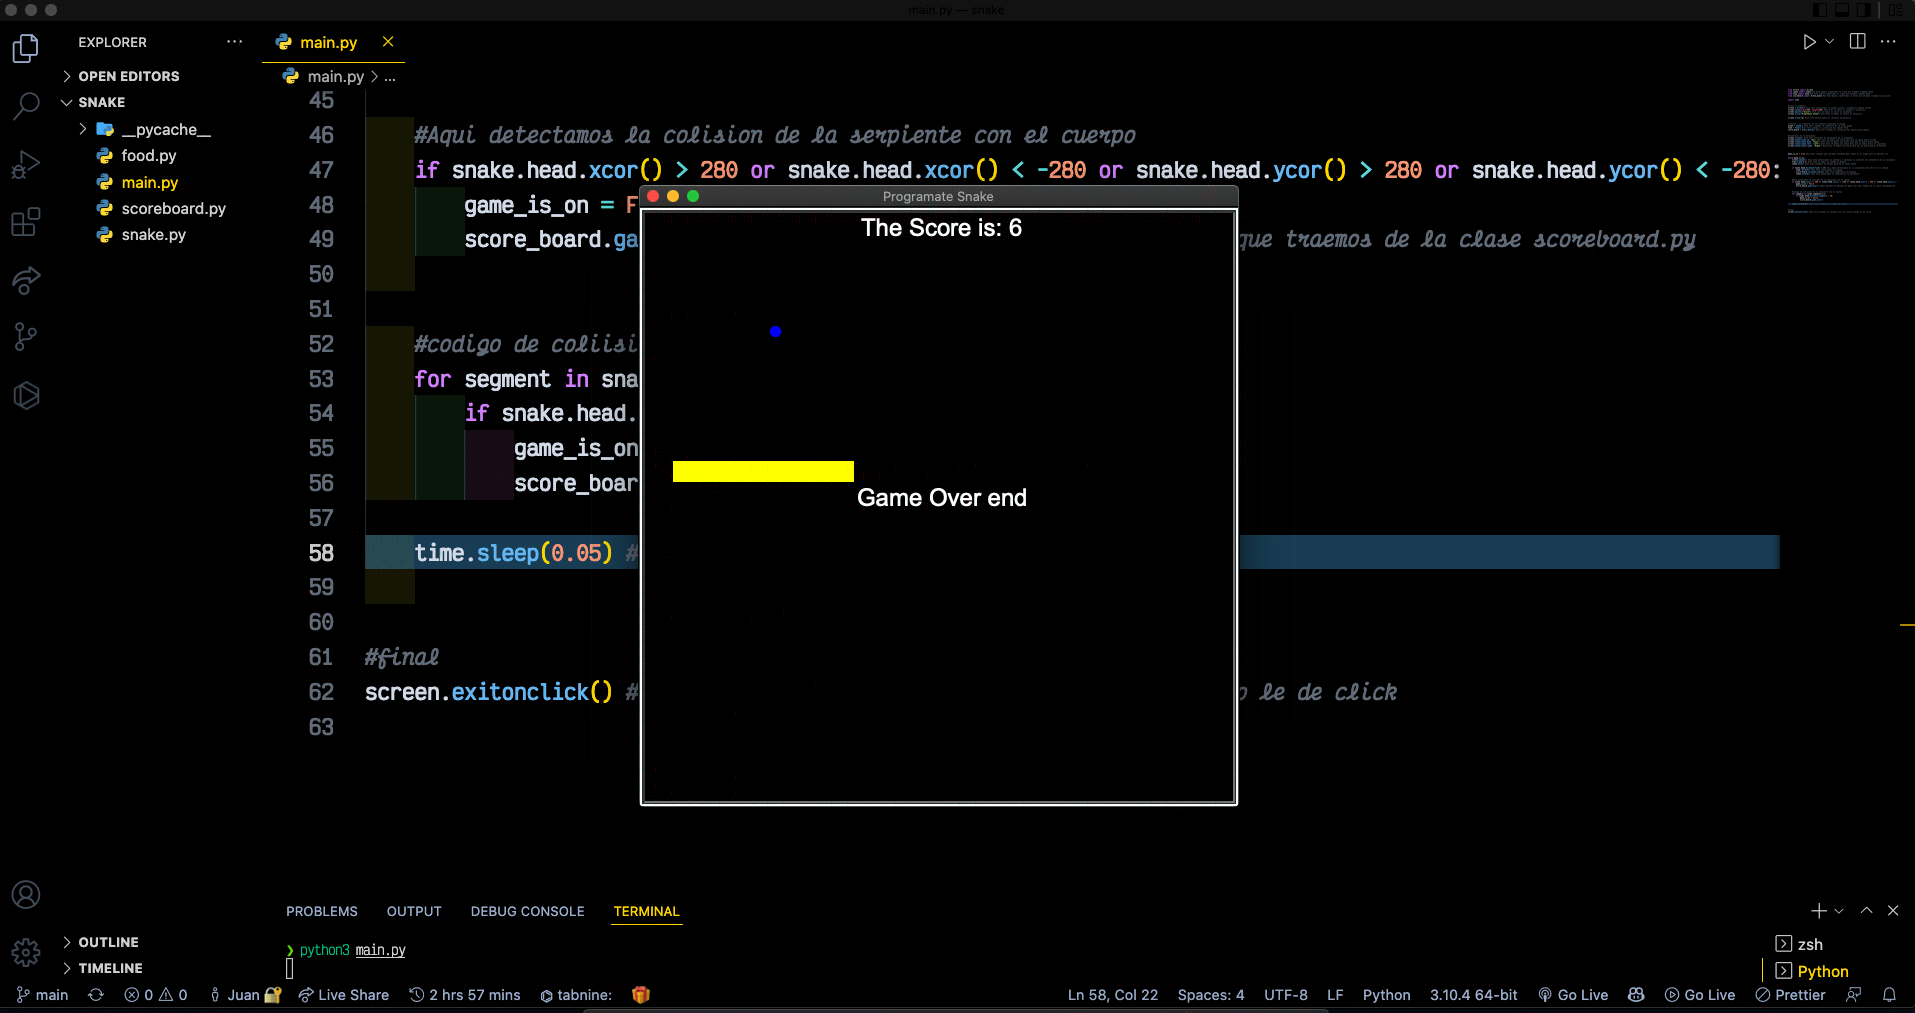 main.py — snake
EXPLORER
main.py
OPEN EDITORS
main.py > ...
SNAKE
__pycache__
food.py
main.py
scoreboard.py
snake.py
45
46 #Aqui detectamos la colision de la serpiente con el cuerpo
47 if snake.head.xcor() > 280 or snake.head.xcor() < -280 or snake.head.ycor() > 280 or snake.head.ycor() < -280:
48 game_is_on = F
49 score_board.ga que traemos de la clase scoreboard.py
50
51
52 #codigo de coliisi
53 for segment in sna
54 if snake.head.
55 game_is_on
56 score_boar
57
58 time.sleep(0.05) #
59
60
61 #final
62 screen.exitonclick() # le de click
63
Programate Snake
The Score is: 6
Game Over end
PROBLEMS OUTPUT DEBUG CONSOLE TERMINAL
❯ python3 main.py
zsh
Python
OUTLINE
TIMELINE
main 0 0 Juan Live Share 2 hrs 57 mins tabnine: Ln 58, Col 22 Spaces: 4 UTF-8 LF Python 3.10.4 64-bit Go Live Go Live Prettier